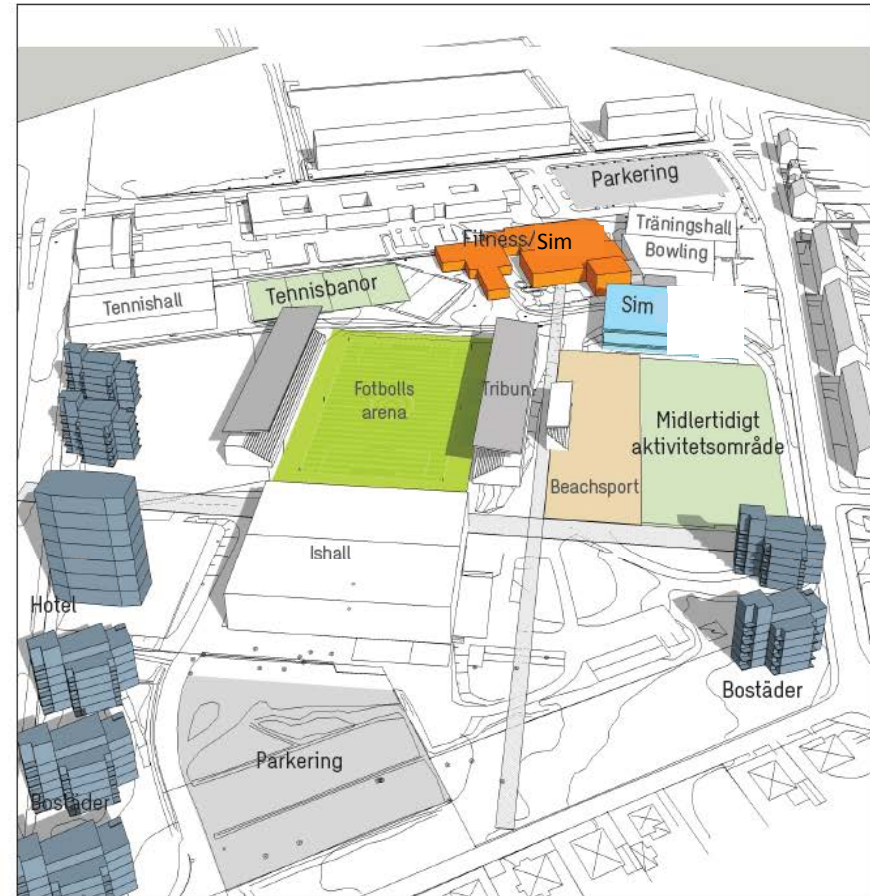 Parkering
Träningshall
Bowling
Fitness/Sim
Tennishall
Tennisbanor
Sim
Fotbolls
arena
Tribun
Midlertidigt
aktivitetsområde
Beachsport
Ishall
Hotel
Bostäder
Parkering
Bostäder